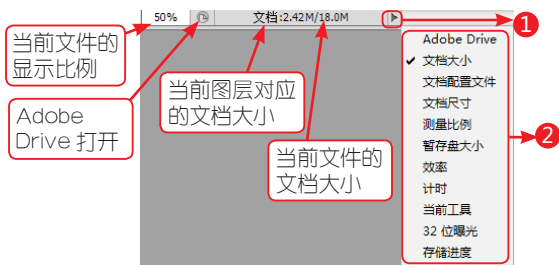 50%
文档:2.42M/18.0M
1
当前文件的
显示比例
Adobe
Drive 打开
当前图层对应
的文档大小
当前文件的
文档大小
Adobe Drive
✓ 文档大小
文档配置文件
文档尺寸
测量比例
暂存盘大小
效率
计时
当前工具
32 位曝光
存储进度
2